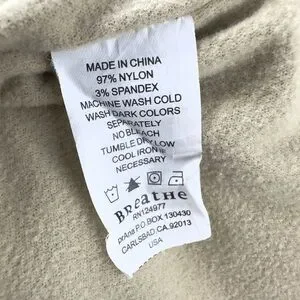 MADE IN CHINA
97% NYLON
3% SPANDEX
MACHINE WASH COLD
WASH DARK COLORS
SEPARATELY
NO BLEACH
TUMBLE DRY LOW
COOL IRON IF
NECESSARY
BReatHe
RN124977
prAna P.O.BOX 130430
CARLSBAD,CA.92013
USA